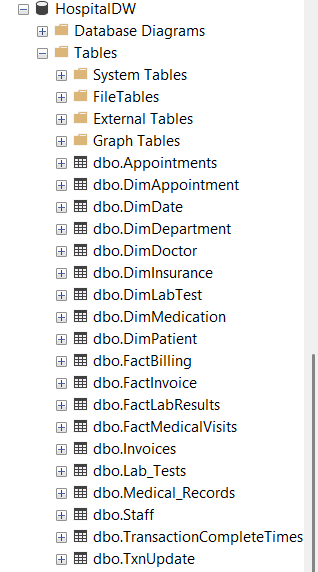 HospitalDW
Database Diagrams
Tables
System Tables
FileTables
External Tables
Graph Tables
dbo.Appointments
dbo.DimAppointment
dbo.DimDate
dbo.DimDepartment
dbo.DimDoctor
dbo.DimInsurance
dbo.DimLabTest
dbo.DimMedication
dbo.DimPatient
dbo.FactBilling
dbo.FactInvoice
dbo.FactLabResults
dbo.FactMedicalVisits
dbo.Invoices
dbo.Lab_Tests
dbo.Medical_Records
dbo.Staff
dbo.TransactionCompleteTimes
dbo.TxnUpdate